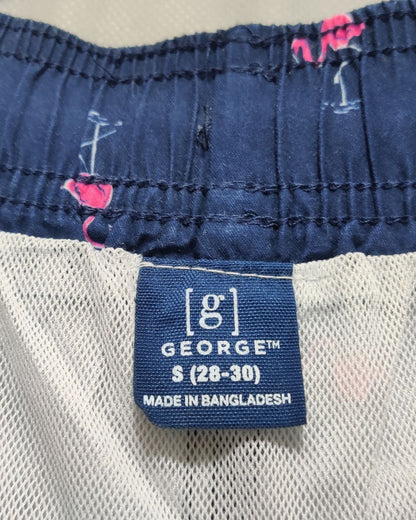 [g]
GEORGE™
S (28-30)
MADE IN BANGLADESH